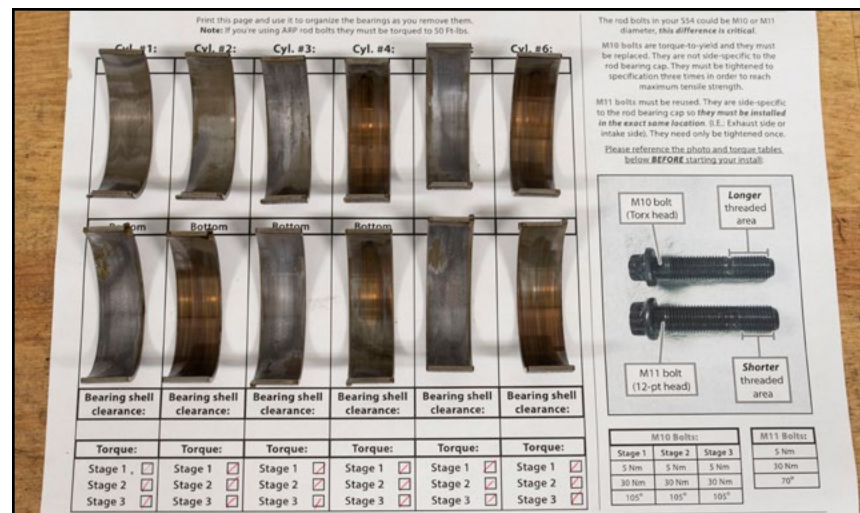 Print this page and use it to organize the bearings as you remove them.
Note: If you're using ARP rod bolts they must be torqued to 50 Ft-lbs.
Cyl. #1: Cyl. #2: Cyl. #3: Cyl. #4: Cyl. #6:
Bottom Bottom Bottom Bottom
Bearing shell clearance: Bearing shell clearance: Bearing shell clearance: Bearing shell clearance: Bearing shell clearance: Bearing shell clearance:
Torque: Torque: Torque: Torque: Torque: Torque:
Stage 1 Stage 1 Stage 1 Stage 1 Stage 1 Stage 1
Stage 2 Stage 2 Stage 2 Stage 2 Stage 2 Stage 2
Stage 3 Stage 3 Stage 3 Stage 3 Stage 3 Stage 3
The rod bolts in your S54 could be M10 or M11
diameter, this difference is critical.
M10 bolts are torque-to-yield and they must
be replaced. They are not side-specific to the
rod bearing cap. They must be tightened to
specification three times in order to reach
maximum tensile strength.
M11 bolts must be reused. They are side-specific
to the rod bearing cap so they must be installed
in the exact same location. (I.E.: Exhaust side or
intake side). They need only be tightened once.
Please reference the photo and torque tables
below BEFORE starting your install:
M10 bolt
(Torx head)
Longer
threaded
area
M11 bolt
(12-pt head)
Shorter
threaded
area
M10 Bolts:
Stage 1 Stage 2 Stage 3
5 Nm 5 Nm 5 Nm
30 Nm 30 Nm 30 Nm
105° 105° 105°
M11 Bolts:
5 Nm
30 Nm
70°